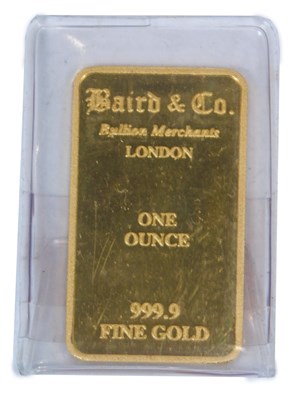 Baird & Co.
Bullion Merchants
LONDON
ONE
OUNCE
999.9
FINE GOLD